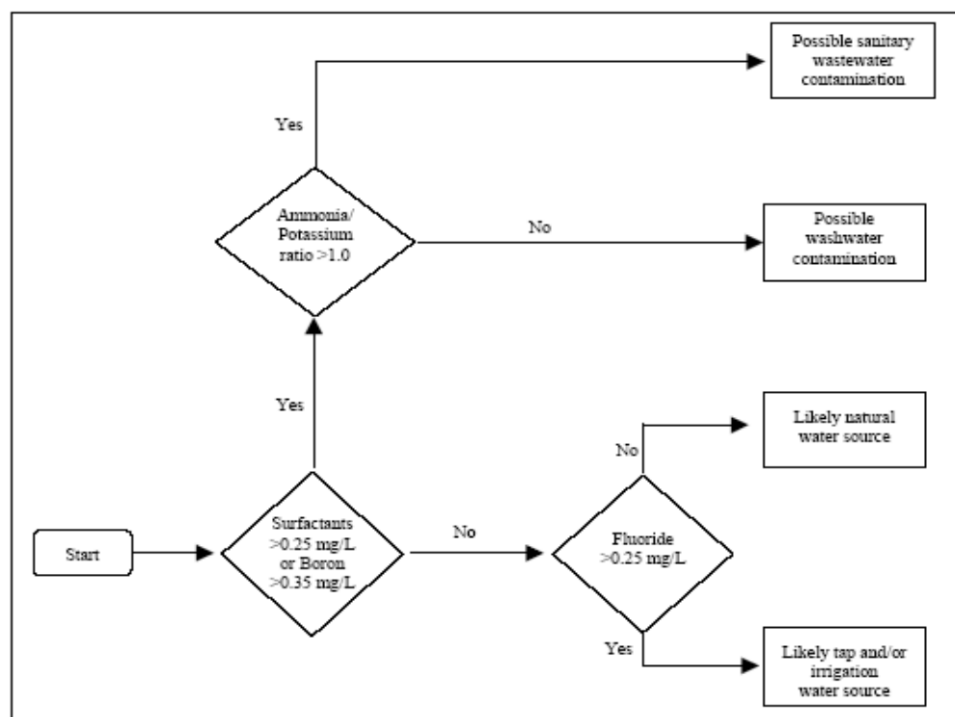 Possible sanitary
wastewater
contamination
Yes
Ammonia/
Potassium
ratio >1.0
No
Possible
washwater
contamination
Yes
Likely natural
water source
No
Start
Surfactants
>0.25 mg/L
or Boron
>0.35 mg/L
No
Fluoride
>0.25 mg/L
Yes
Likely tap and/or
irrigation
water source